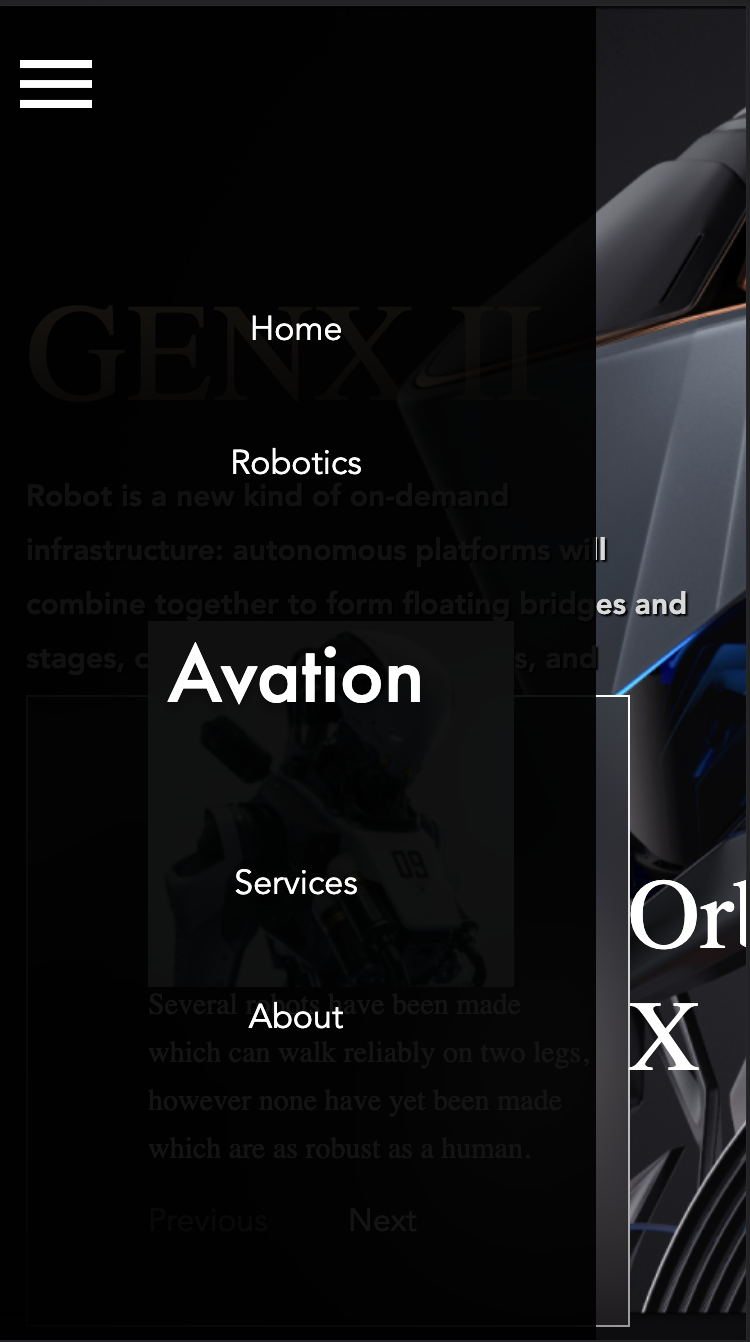 GENX II
Home
Robotics
Robot is a new kind of on-demand
infrastructure: autonomous platforms will
combine together to form floating bridges and
stages, s, and
Avation
09
Services
Orb
X
Several robots have been made
About
which can walk reliably on two legs,
however none have yet been made
which are as robust as a human.
Previous Next